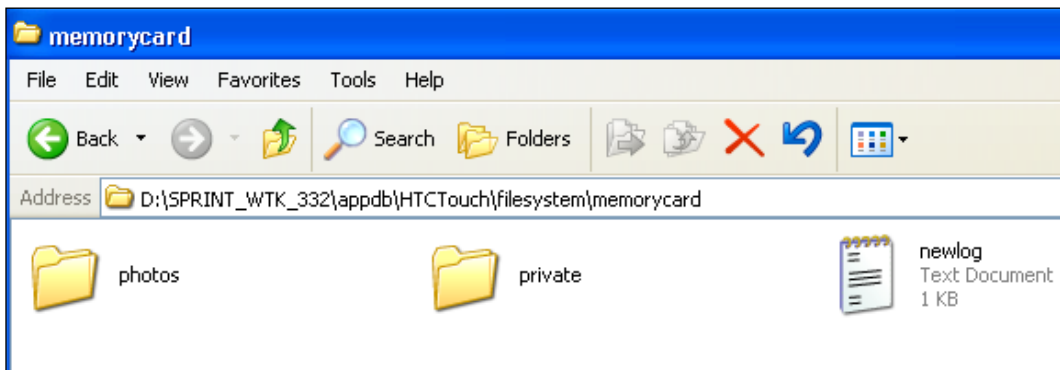 memorycard
File Edit View Favorites Tools Help
Back Search Folders
Address D:\SPRINT_WTK_332\appdb\HTCTouch\filesystem\memorycard
photos private newlog
Text Document
1 KB